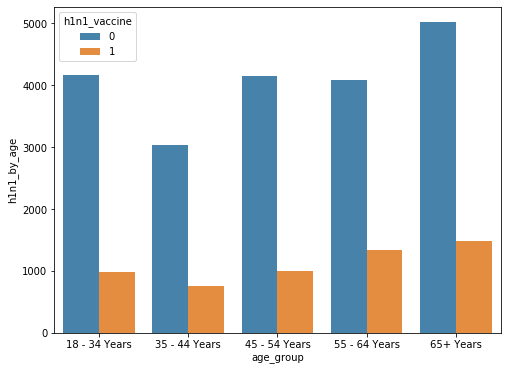 h1n1_vaccine
0
1
5000
4000
3000
2000
1000
0
h1n1_by_age
18 - 34 Years 35 - 44 Years 45 - 54 Years 55 - 64 Years 65+ Years
age_group